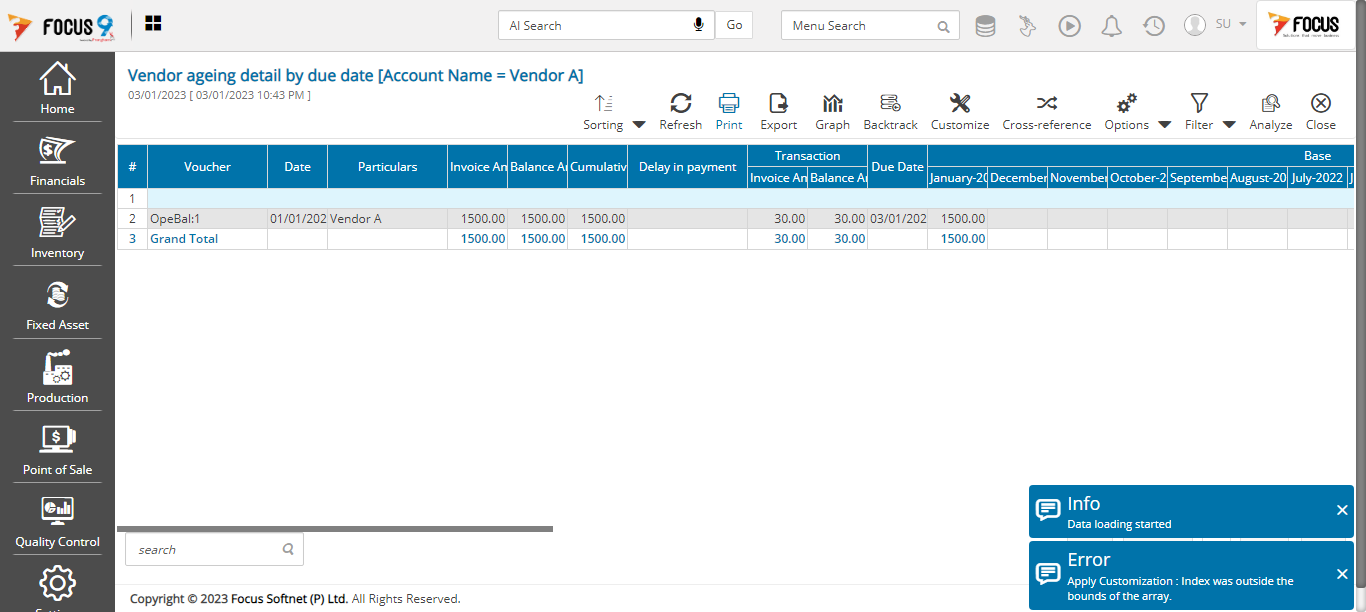 FOCUS 9
AI Search
Go
Menu Search
SU
FOCUS
Home
Financials
Inventory
Fixed Asset
Production
Point of Sale
Quality Control
Vendor ageing detail by due date [Account Name = Vendor A]
03/01/2023 [ 03/01/2023 10:43 PM ]
Sorting Refresh Print Export Graph Backtrack Customize Cross-reference Options Filter Analyze Close
Transaction Base
# Voucher Date Particulars Invoice An Balance A Cumulativ Delay in payment Due Date
Invoice An Balance A January-20 December November October-2 Septembe August-20 July-2022 J
1
2 OpeBal:1 01/01/202 Vendor A 1500.00 1500.00 1500.00 30.00 30.00 03/01/202 1500.00
3 Grand Total 1500.00 1500.00 1500.00 30.00 30.00 1500.00
search
Info
Data loading started
Error
Apply Customization : Index was outside the
bounds of the array.
Copyright © 2023 Focus Softnet (P) Ltd. All Rights Reserved.